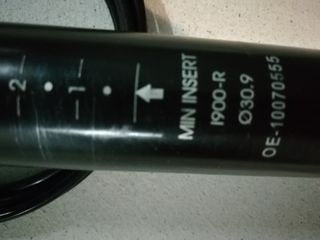 -2
-1
MIN INSERT
I900-R
Ø30.9
OE-10070555